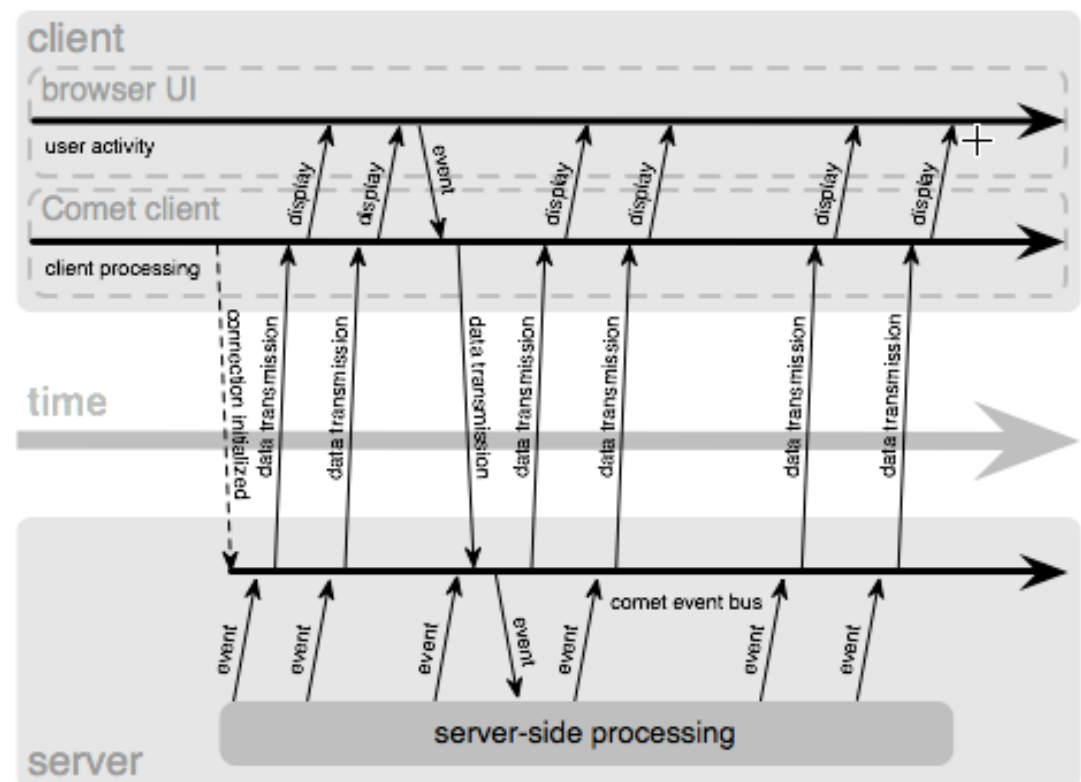 client
browser UI
user activity
display
display
event
display
display
display
display
Comet client
client processing
connection initialized
data transmission
data transmission
data transmission
data transmission
data transmission
data transmission
data transmission
time
comet event bus
event
event
event
event
event
event
event
server-side processing
server